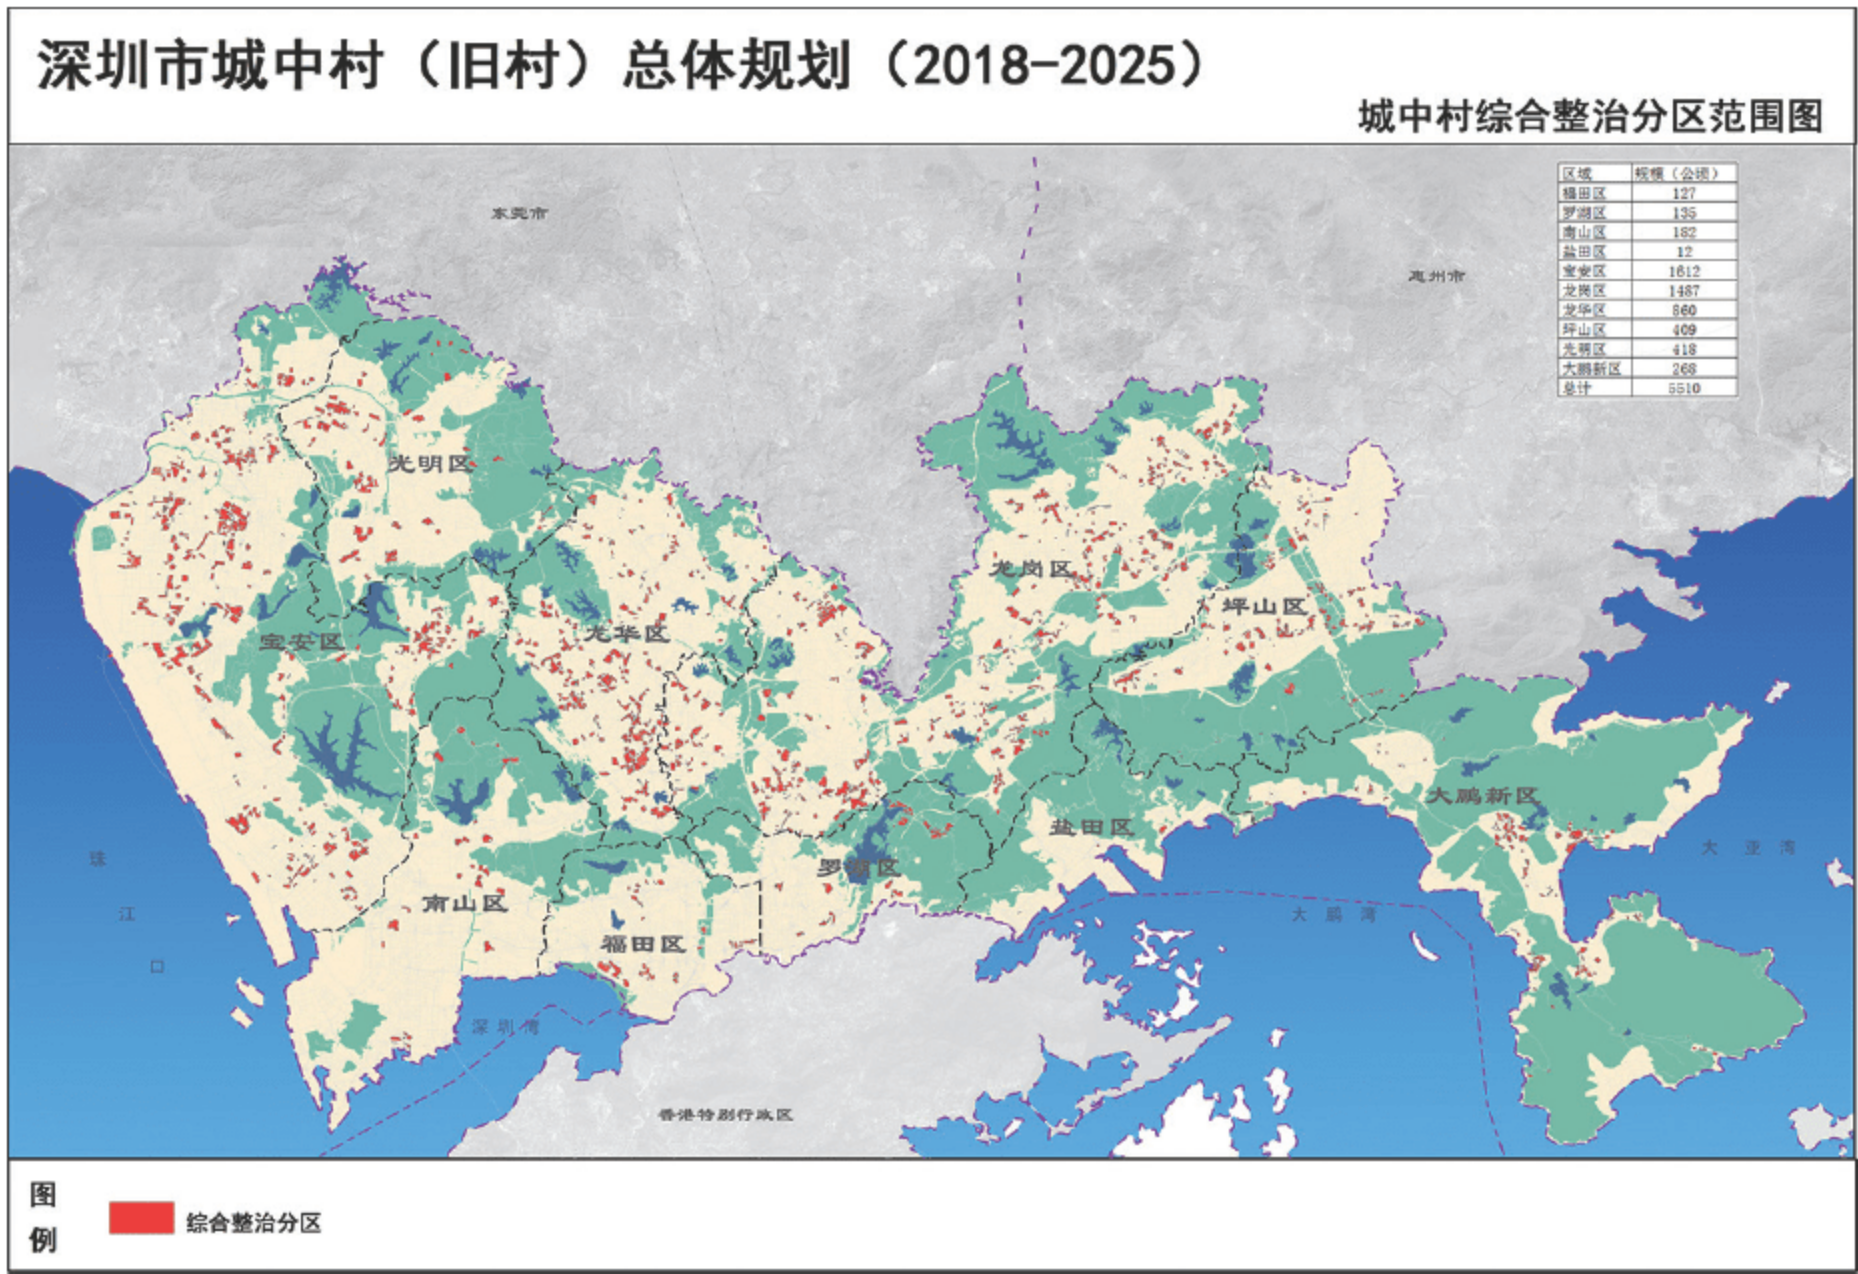 深圳市城中村（旧村）总体规划（2018-2025）
城中村综合整治分区范围图
区域 规模（公顷）
福田区 127
罗湖区 135
南山区 182
盐田区 12
宝安区 1612
龙岗区 1487
龙华区 860
坪山区 409
光明区 418
大鹏新区 268
总计 5510
东莞市
惠州市
光明区
龙岗区
坪山区
宝安区
龙华区
大鹏新区
盐田区
罗湖区
南山区
福田区
珠江口
大亚湾
大鹏湾
深圳湾
香港特别行政区
图例
综合整治分区